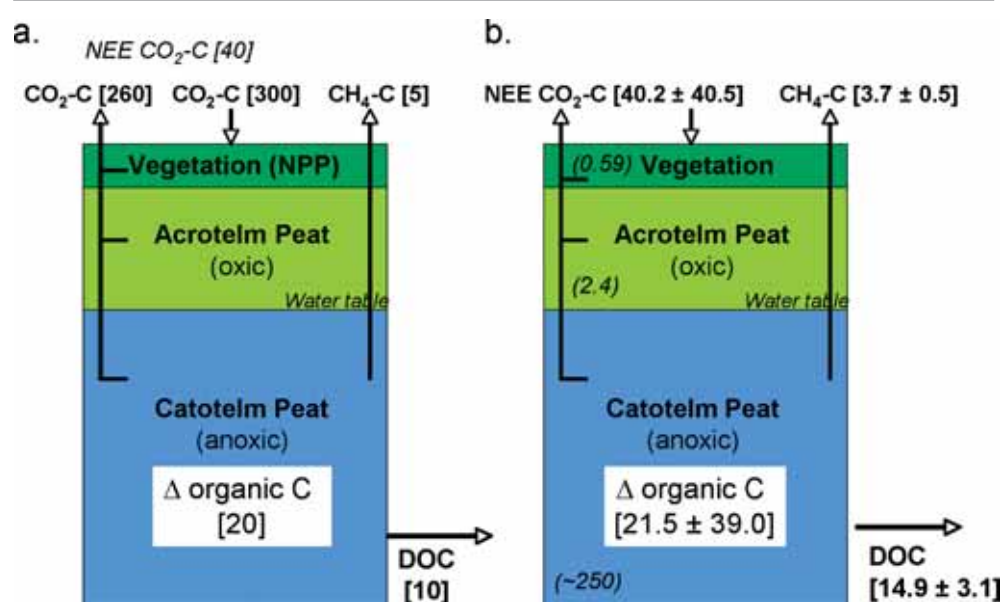 a.
NEE CO₂-C [40]
CO₂-C [260] CO₂-C [300] CH₄-C [5]
Vegetation (NPP)
Acrotelm Peat
(oxic)
Water table
Catotelm Peat
(anoxic)
Δ organic C
[20]
DOC
[10]
b.
NEE CO₂-C [40.2 ± 40.5] CH₄-C [3.7 ± 0.5]
(0.59) Vegetation
Acrotelm Peat
(oxic)
(2.4)
Water table
Catotelm Peat
(anoxic)
Δ organic C
[21.5 ± 39.0]
DOC
[14.9 ± 3.1]
(~250)